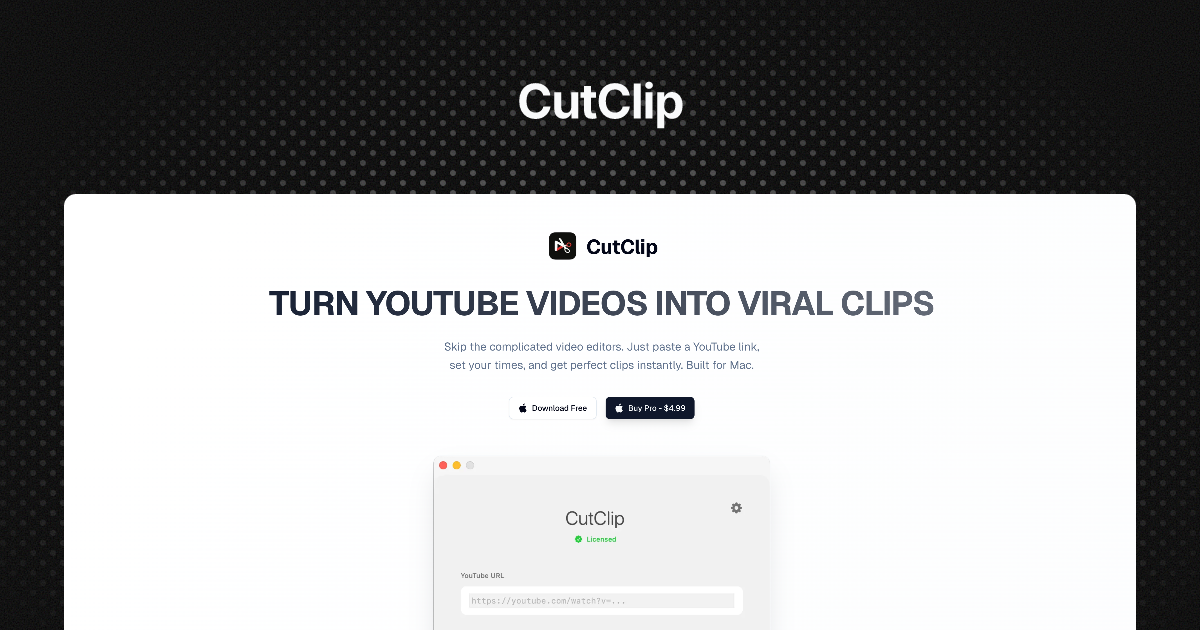 CutClip
CutClip
TURN YOUTUBE VIDEOS INTO VIRAL CLIPS
Skip the complicated video editors. Just paste a YouTube link,
set your times, and get perfect clips instantly. Built for Mac.
Download Free
Buy Pro - $4.99
CutClip
Licensed
YouTube URL
https://youtube.com/watch?v=...